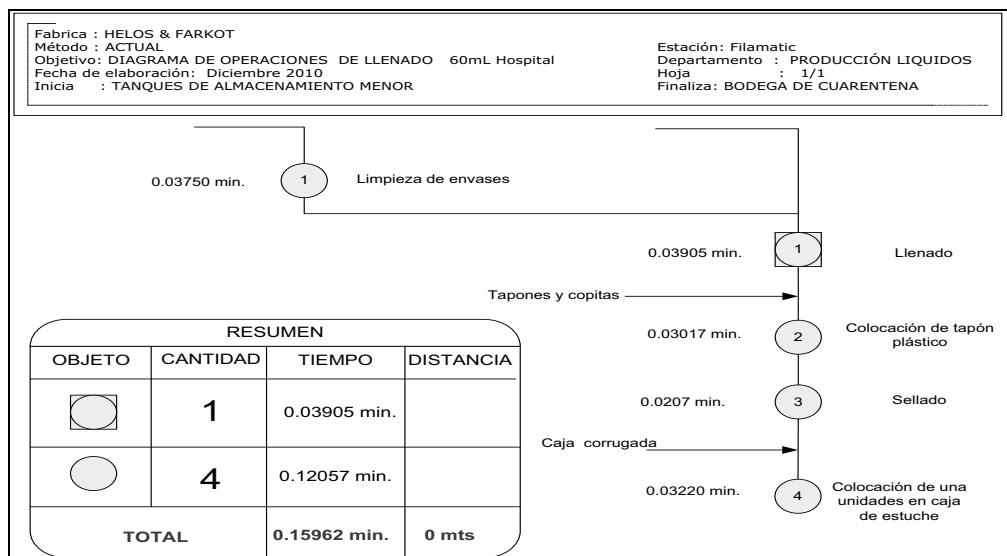 Fabrica : HELOS & FARKOT
Método : ACTUAL
Objetivo: DIAGRAMA DE OPERACIONES DE LLENADO 60mL Hospital
Fecha de elaboración: Diciembre 2010
Inicia : TANQUES DE ALMACENAMIENTO MENOR
Estación: Filamatic
Departamento : PRODUCCIÓN LIQUIDOS
Hoja : 1/1
Finaliza: BODEGA DE CUARENTENA
0.03750 min. 1 Limpieza de envases
0.03905 min. 1 Llenado
Tapones y copitas
0.03017 min. 2 Colocación de tapón
plástico
0.0207 min. 3 Sellado
Caja corrugada
0.03220 min. 4 Colocación de una
unidades en caja
de estuche
RESUMEN
OBJETO CANTIDAD TIEMPO DISTANCIA
1 0.03905 min.
4 0.12057 min.
TOTAL 0.15962 min. 0 mts